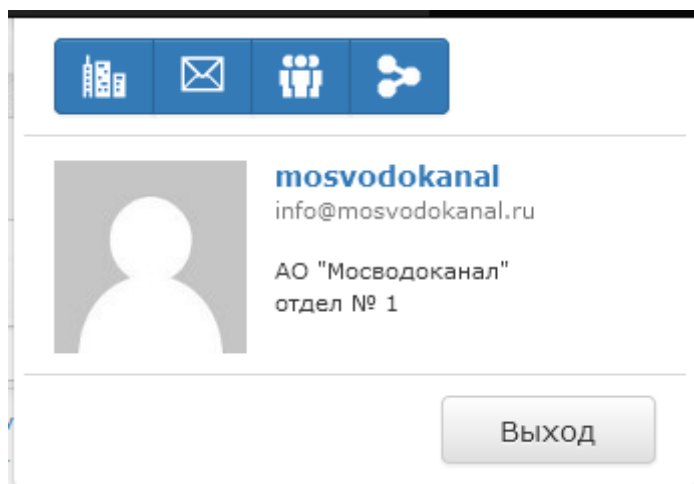 mosvodokanal
info@mosvodokanal.ru
АО "Мосводоканал"
отдел № 1
Выход